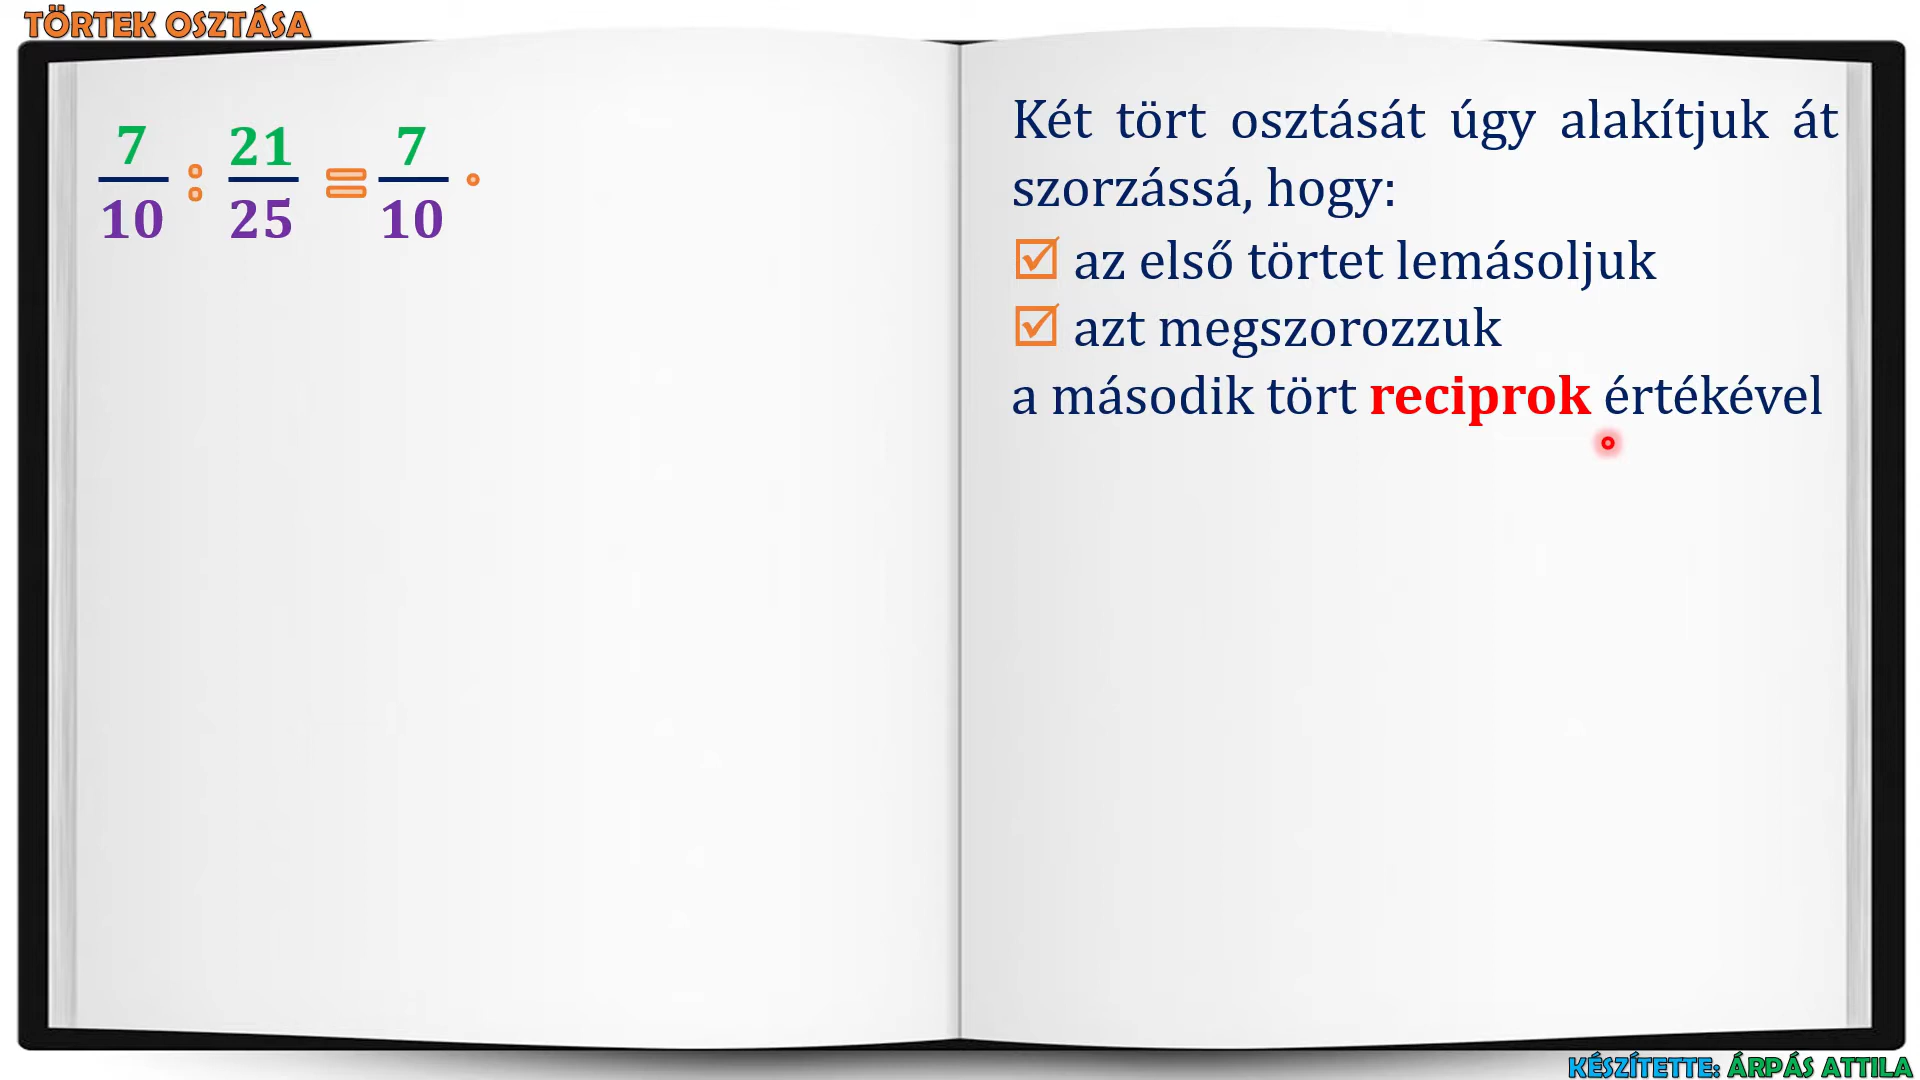 TÖRTEK OSZTÁSA
7/10 : 21/25 = 7/10 ·
Két tört osztását úgy alakítjuk át
szorzássá, hogy:
☑ az első törtet lemásoljuk
☑ azt megszorozzuk
a második tört reciprok értékével
KÉSZÍTETTE: ÁRPÁS ATTILA